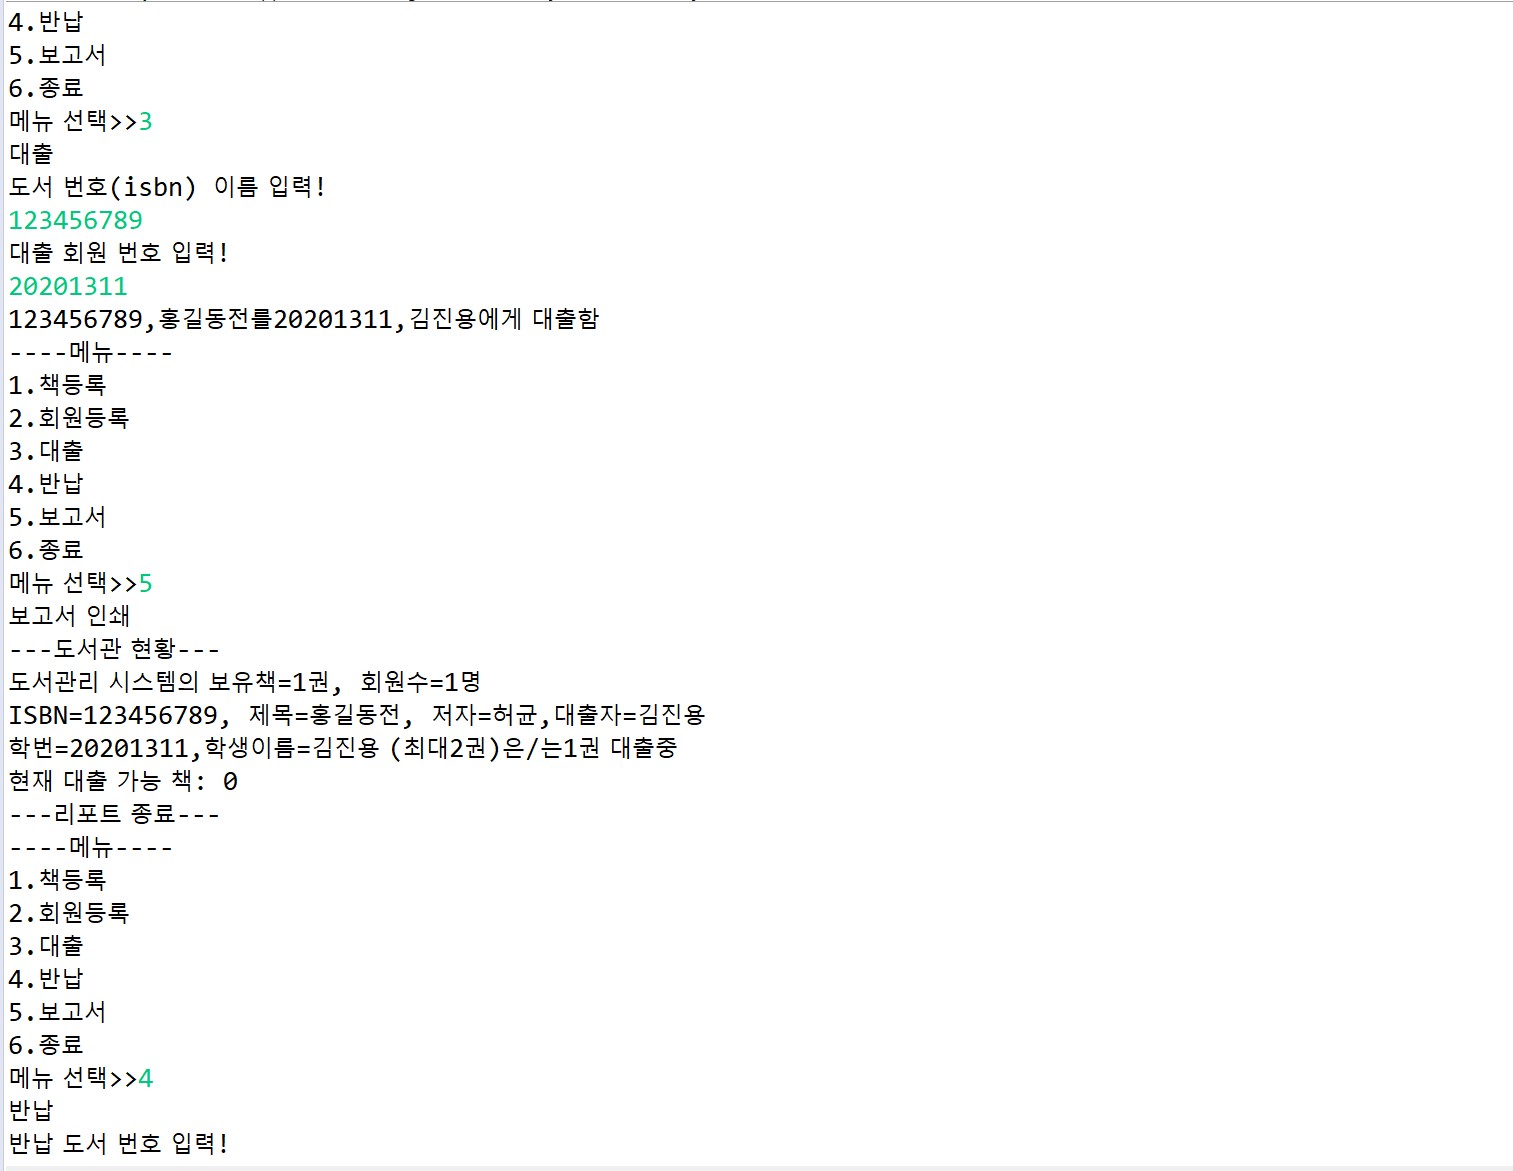 4.반납
5.보고서
6.종료
메뉴 선택>>3
대출
도서 번호(isbn) 이름 입력!
123456789
대출 회원 번호 입력!
20201311
123456789,홍길동전를20201311,김진용에게 대출함
----메뉴----
1.책등록
2.회원등록
3.대출
4.반납
5.보고서
6.종료
메뉴 선택>>5
보고서 인쇄
---도서관 현황---
도서관리 시스템의 보유책=1권, 회원수=1명
ISBN=123456789, 제목=홍길동전, 저자=허균,대출자=김진용
학번=20201311,학생이름=김진용 (최대2권)은/는1권 대출중
현재 대출 가능 책: 0
---리포트 종료---
----메뉴----
1.책등록
2.회원등록
3.대출
4.반납
5.보고서
6.종료
메뉴 선택>>4
반납
반납 도서 번호 입력!